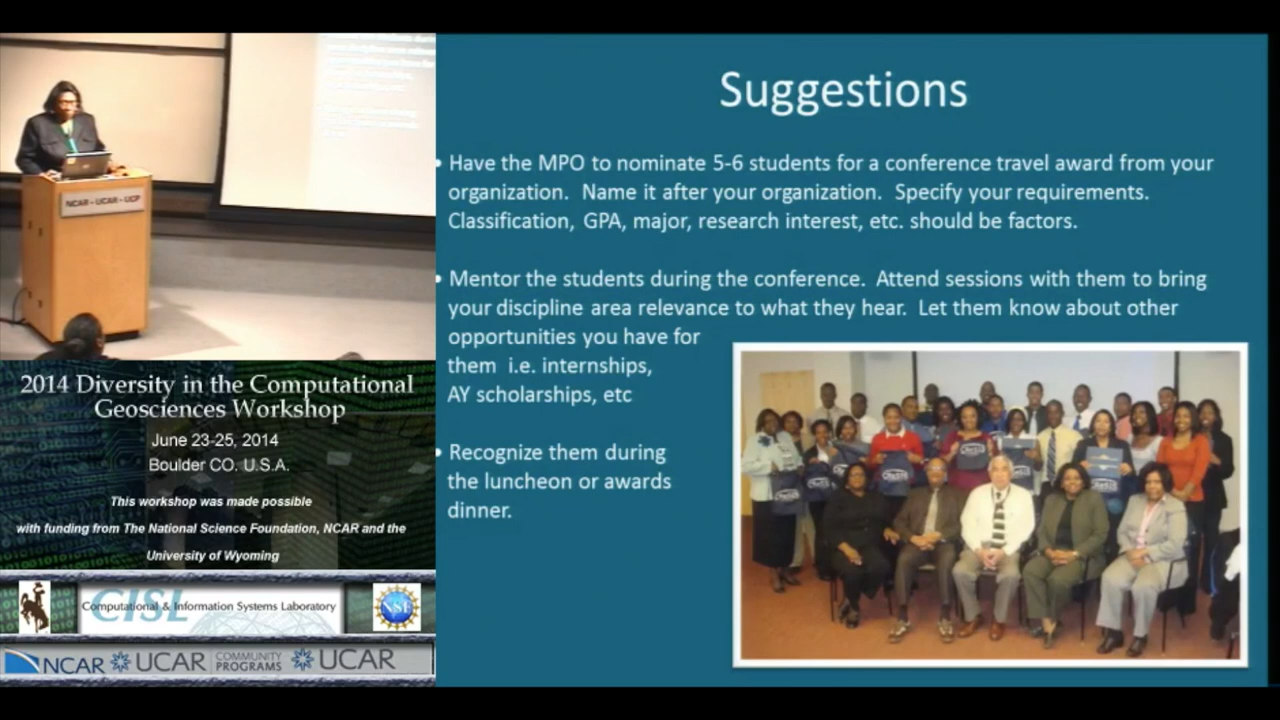 Suggestions
• Have the MPO to nominate 5-6 students for a conference travel award from your
organization. Name it after your organization. Specify your requirements.
Classification, GPA, major, research interest, etc. should be factors.
• Mentor the students during the conference. Attend sessions with them to bring
your discipline area relevance to what they hear. Let them know about other
opportunities you have for
them i.e. internships,
AY scholarships, etc
• Recognize them during
the luncheon or awards
dinner.
NCAR • UCAR • UCP
2014 Diversity in the Computational
Geosciences Workshop
June 23-25, 2014
Boulder CO. U.S.A.
This workshop was made possible
with funding from The National Science Foundation, NCAR and the
University of Wyoming
CISL
Computational & Information Systems Laboratory
NSF
NCAR UCAR COMMUNITY PROGRAMS UCAR